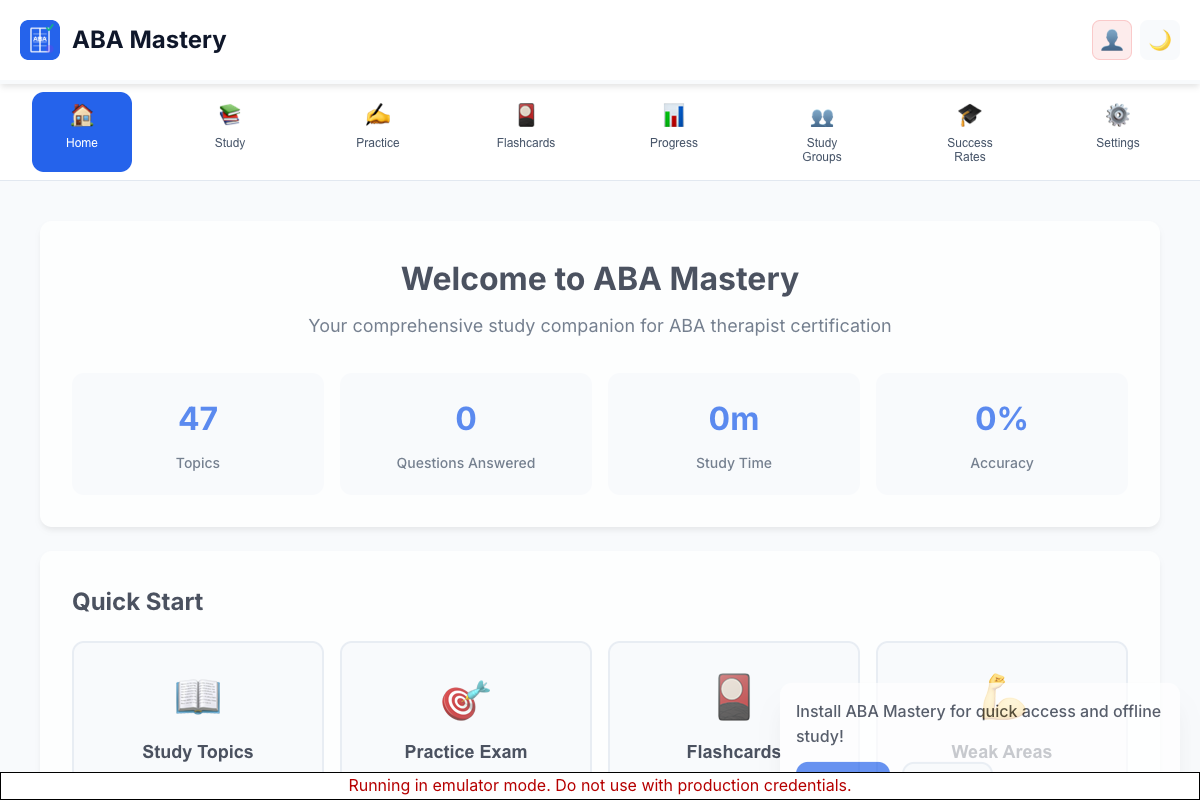 ABA
ABA Mastery
Home
Study
Practice
Flashcards
Progress
Study
Groups
Success
Rates
Settings
Welcome to ABA Mastery
Your comprehensive study companion for ABA therapist certification
47
0
0m
0%
Topics
Questions Answered
Study Time
Accuracy
Quick Start
Study Topics
Practice Exam
Flashcards
Weak Areas
Install ABA Mastery for quick access and offline
study!
Running in emulator mode. Do not use with production credentials.